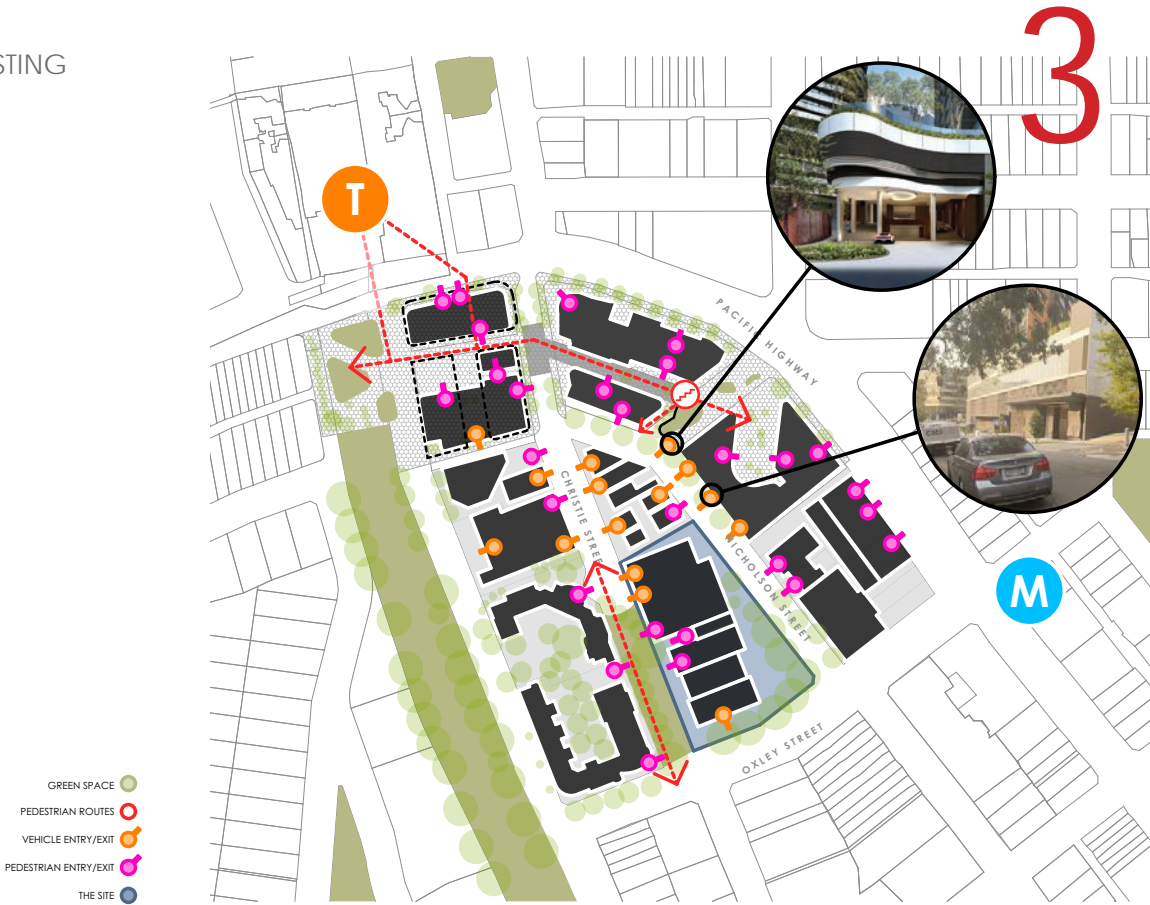 STING
3
T
PACIFIC HIGHWAY
CHRISTIE STREET
NICHOLSON STREET
M
OXLEY STREET
GREEN SPACE
PEDESTRIAN ROUTES
VEHICLE ENTRY/EXIT
PEDESTRIAN ENTRY/EXIT
THE SITE